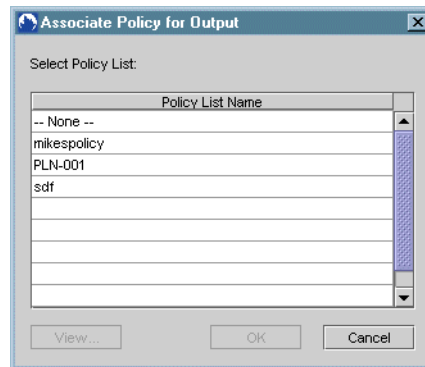 Associate Policy for Output
Select Policy List:
Policy List Name
-- None --
mikespolicy
PLN-001
sdf
View... OK Cancel